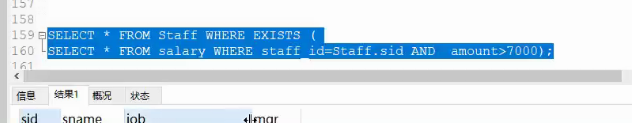 157
158
159 SELECT * FROM Staff WHERE EXISTS (
160 SELECT * FROM salary WHERE staff_id=Staff.sid AND  amount>7000);
161
信息 结果1 概况 状态
sid sname job mgr